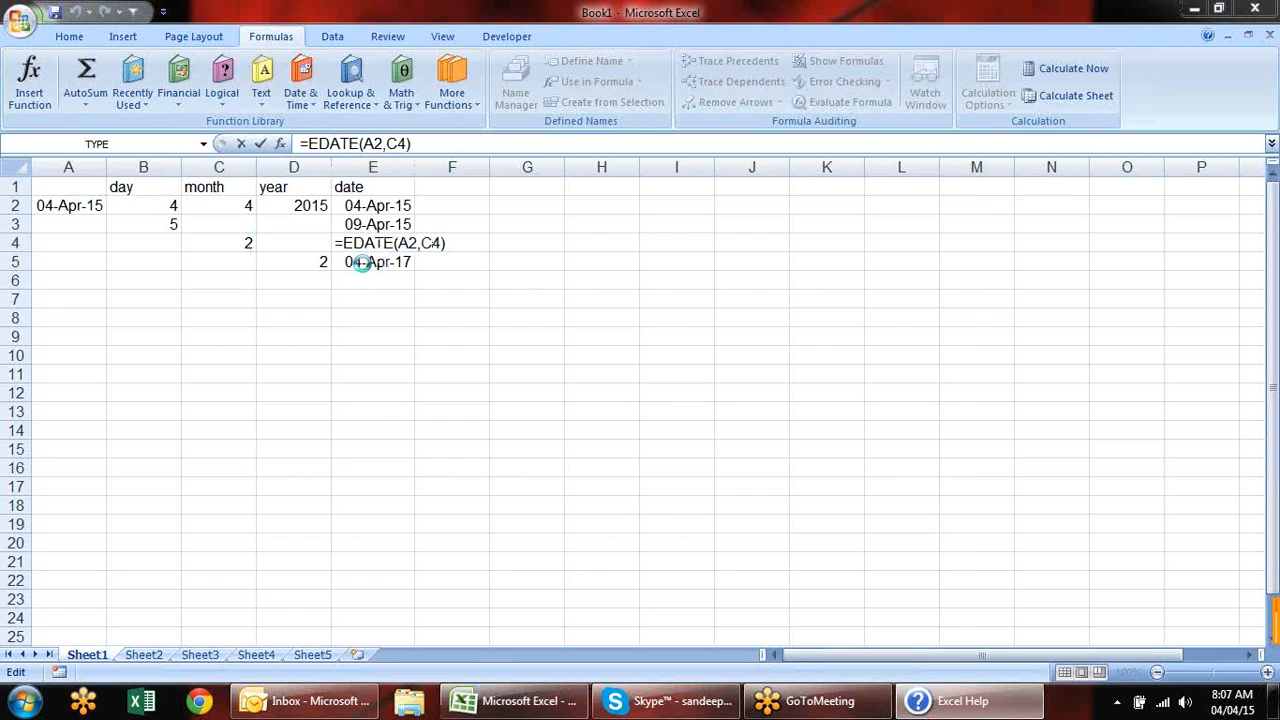 Book1 - Microsoft Excel
Home Insert Page Layout Formulas Data Review View Developer
fx Σ A θ
Insert Function
AutoSum
Recently Used
Financial
Logical
Text
Date & Time
Lookup & Reference
Math & Trig
More Functions
Function Library
Name Manager
Define Name
Use in Formula
Create from Selection
Defined Names
Trace Precedents
Trace Dependents
Remove Arrows
Show Formulas
Error Checking
Evaluate Formula
Watch Window
Formula Auditing
Calculation Options
Calculate Now
Calculate Sheet
Calculation
TYPE fx =EDATE(A2,C4)
A B C D E F G H I J K L M N O P
1 day month year date
2 04-Apr-15 4 4 2015 04-Apr-15
3 5 09-Apr-15
4 2 =EDATE(A2,C4)
5 2 04-Apr-17
6
7
8
9
10
11
12
13
14
15
16
17
18
19
20
21
22
23
24
25
Sheet1 Sheet2 Sheet3 Sheet4 Sheet5
Edit 100%
Inbox - Microsoft ... Microsoft Excel - ... Skype™ - sandeep... GoToMeeting Excel Help 8:07 AM
04/04/15